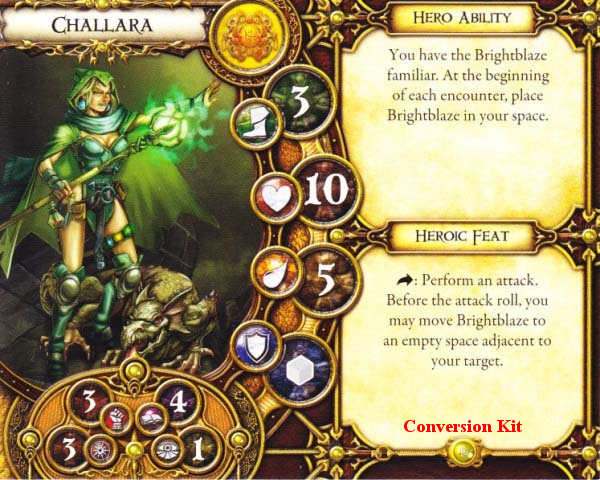 CHALLARA
3
10
5
3
4
3
1
HERO ABILITY
You have the Brightblaze
familiar. At the beginning
of each encounter, place
Brightblaze in your space.
HEROIC FEAT
: Perform an attack.
Before the attack roll, you
may move Brightblaze to
an empty space adjacent to
your target.
Conversion Kit